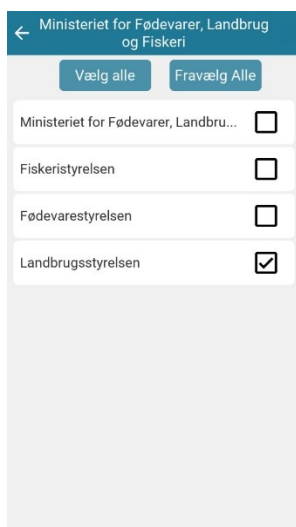 Ministeriet for Fødevarer, Landbrug
og Fiskeri
Vælg alle
Fravælg Alle
Ministeriet for Fødevarer, Landbru...
Fiskeristyrelsen
Fødevarestyrelsen
Landbrugsstyrelsen